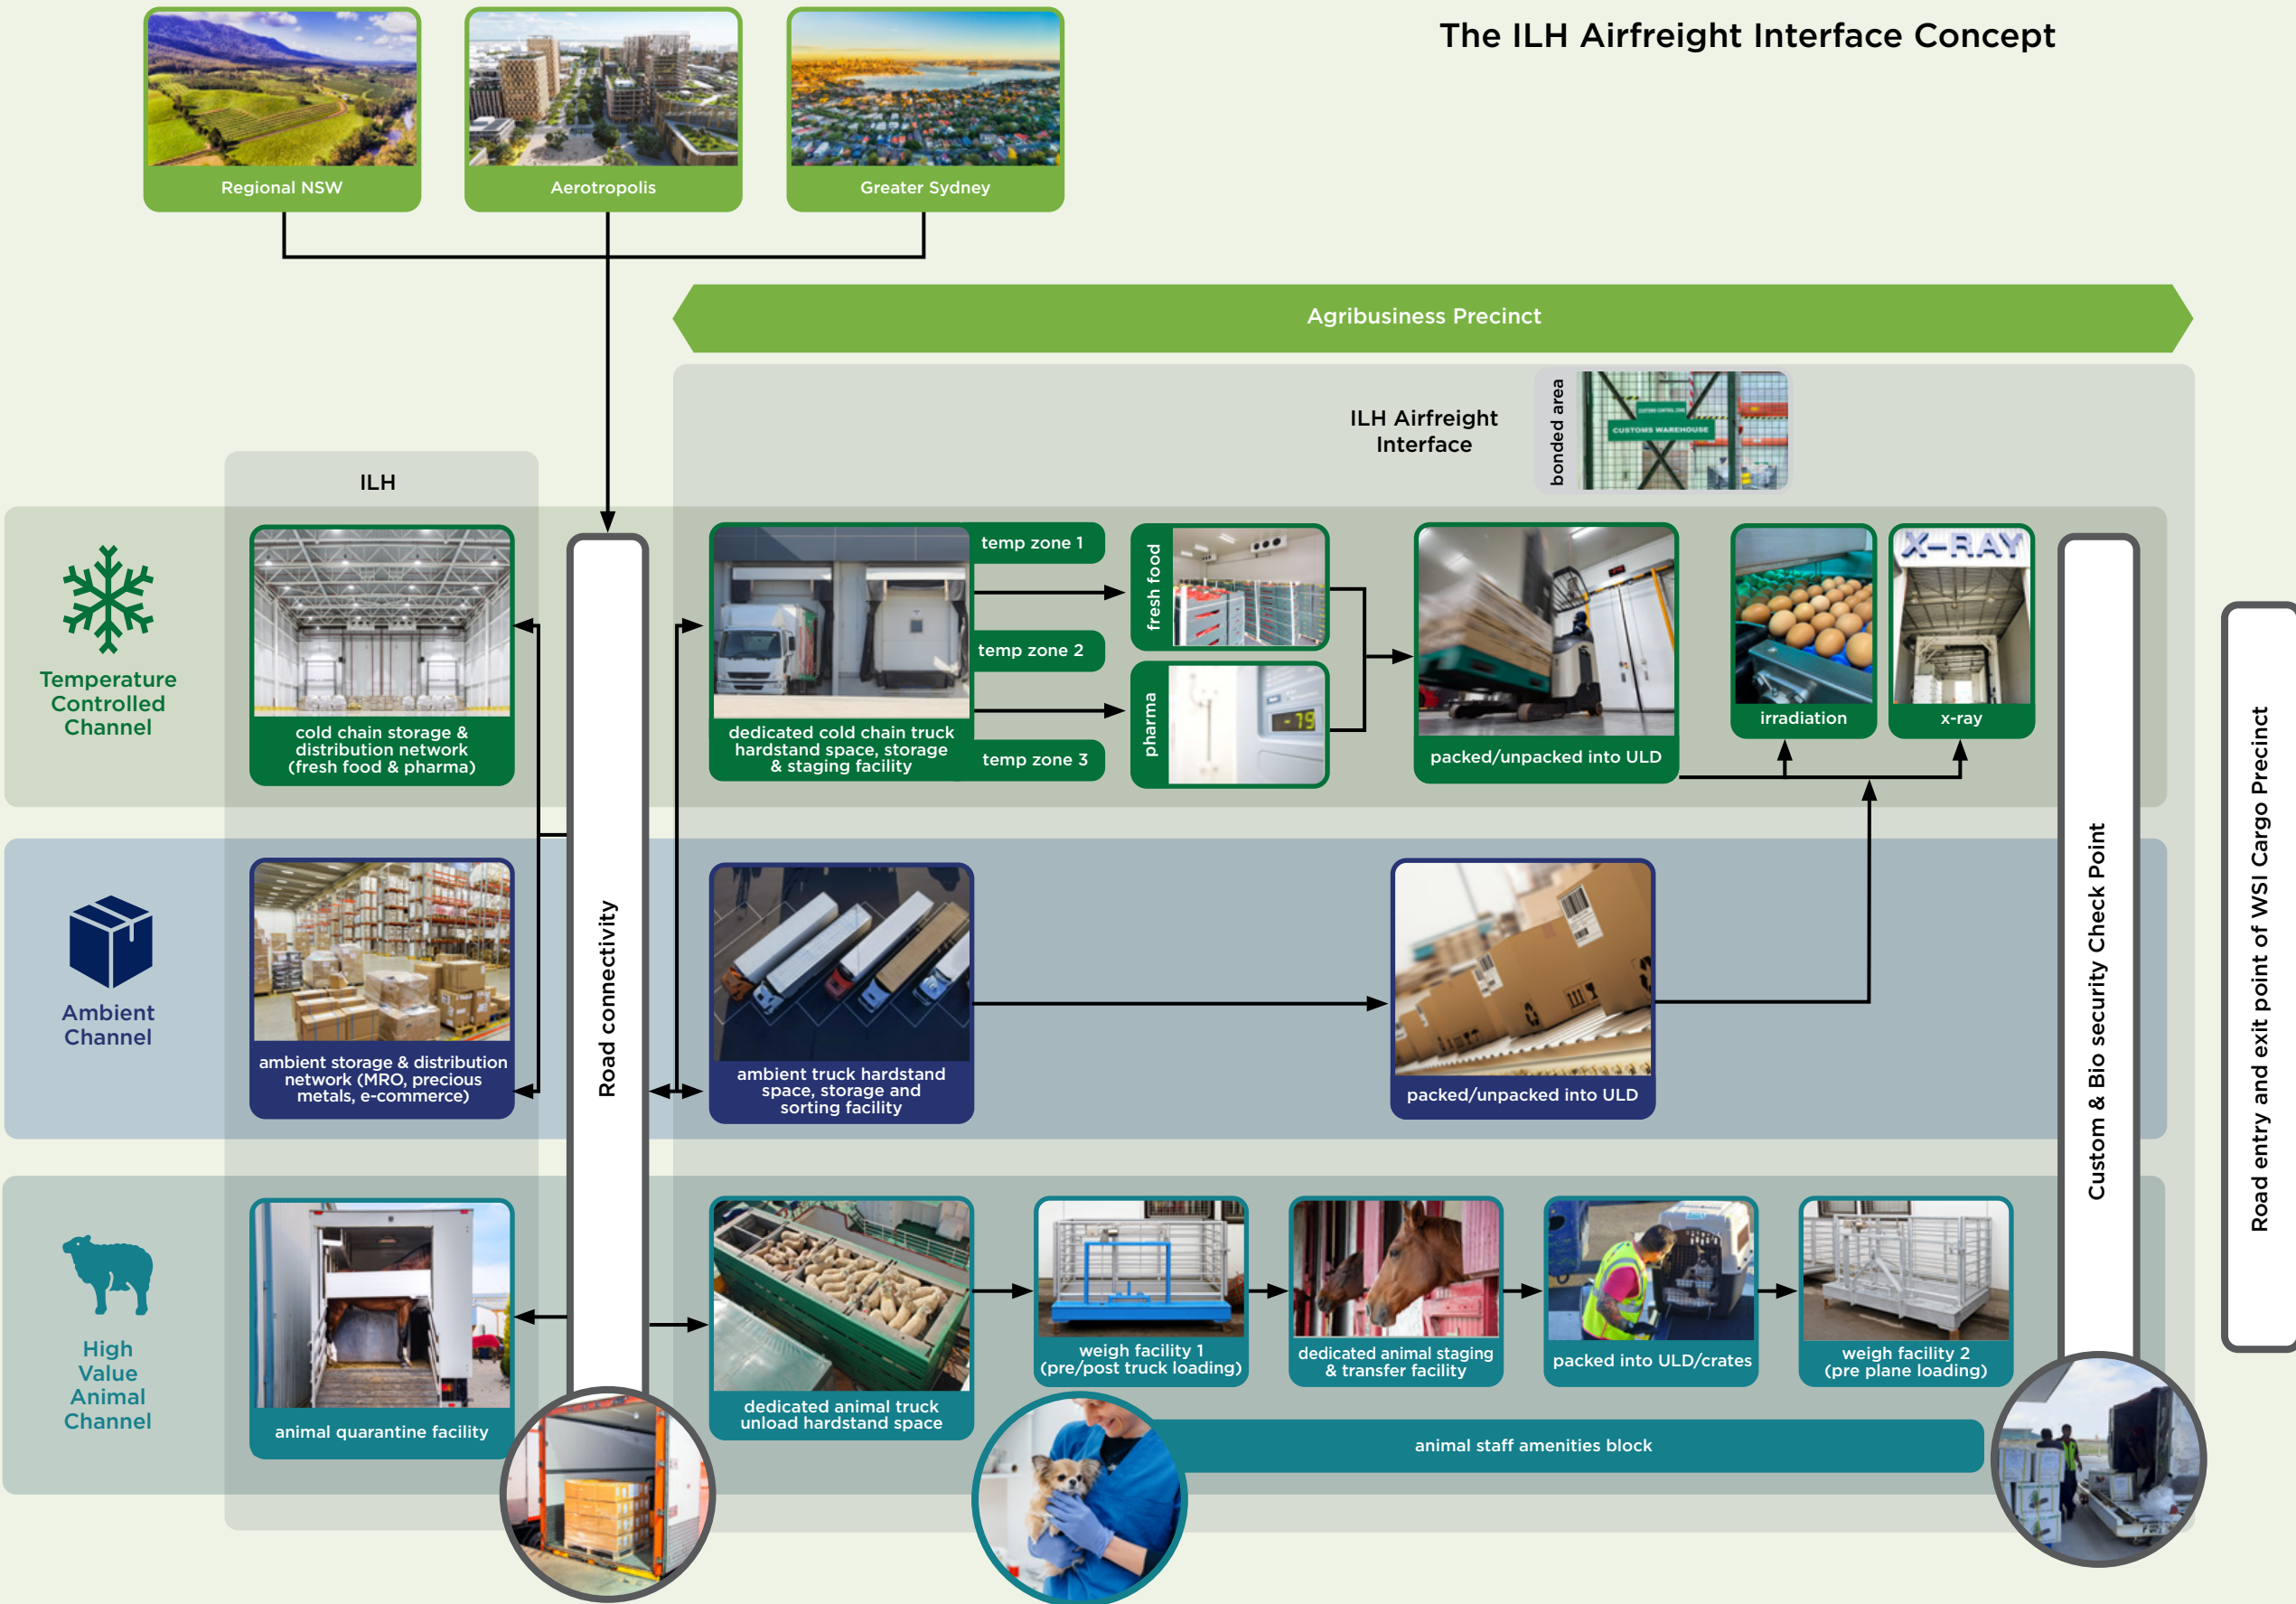 The ILH Airfreight Interface Concept
Regional NSW
Aerotropolis
Greater Sydney
Agribusiness Precinct
ILH Airfreight
Interface
bonded area
CUSTOMS CONTROL ZONE
CUSTOMS WAREHOUSE
ILH
Temperature
Controlled
Channel
cold chain storage &
distribution network
(fresh food & pharma)
Road connectivity
dedicated cold chain truck
hardstand space, storage
& staging facility
temp zone 1
temp zone 2
temp zone 3
fresh food
pharma
-79
packed/unpacked into ULD
irradiation
X-RAY
x-ray
Custom & Bio security Check Point
Road entry and exit point of WSI Cargo Precinct
Ambient
Channel
ambient storage & distribution
network (MRO, precious
metals, e-commerce)
ambient truck hardstand
space, storage and
sorting facility
packed/unpacked into ULD
High
Value
Animal
Channel
animal quarantine facility
dedicated animal truck
unload hardstand space
weigh facility 1
(pre/post truck loading)
dedicated animal staging
& transfer facility
packed into ULD/crates
weigh facility 2
(pre plane loading)
animal staff amenities block